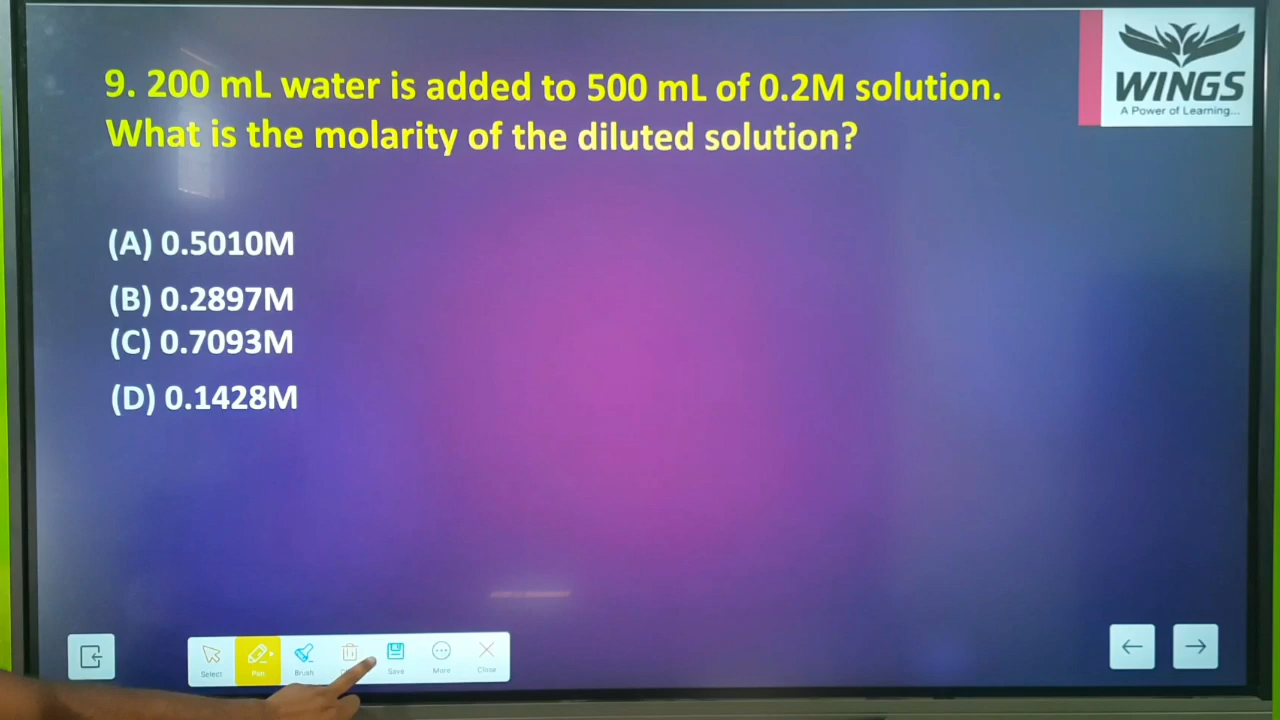 9. 200 mL water is added to 500 mL of 0.2M solution.
What is the molarity of the diluted solution?
WINGS
A Power of Learning...
(A) 0.5010M
(B) 0.2897M
(C) 0.7093M
(D) 0.1428M
Select
Pen
Brush
Save
More
Close